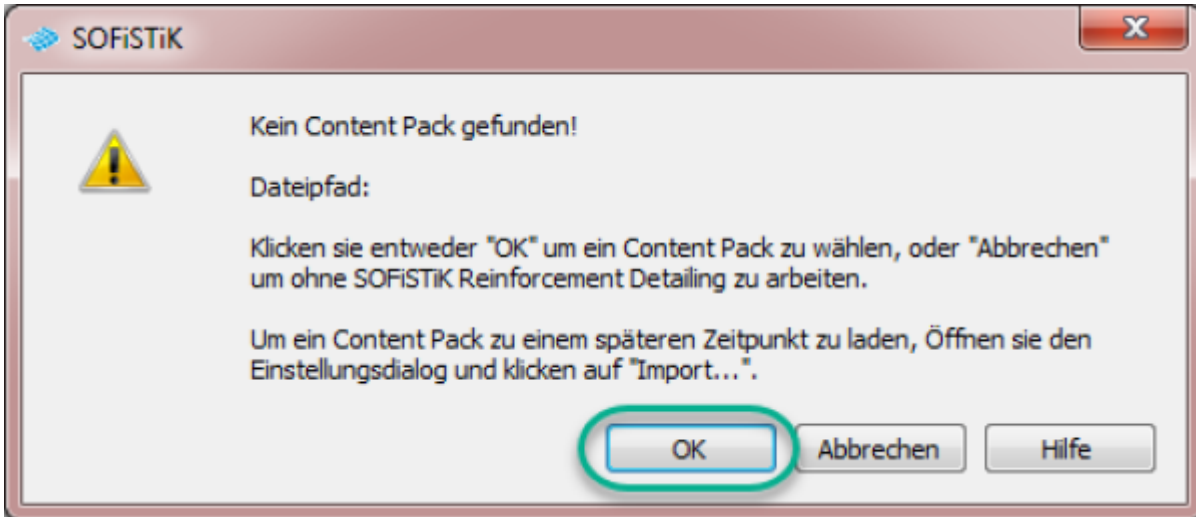 SOFiSTiK
X
Kein Content Pack gefunden!
Dateipfad:
Klicken sie entweder "OK" um ein Content Pack zu wählen, oder "Abbrechen"
um ohne SOFiSTiK Reinforcement Detailing zu arbeiten.
Um ein Content Pack zu einem späteren Zeitpunkt zu laden, Öffnen sie den
Einstellungsdialog und klicken auf "Import...".
OK Abbrechen Hilfe